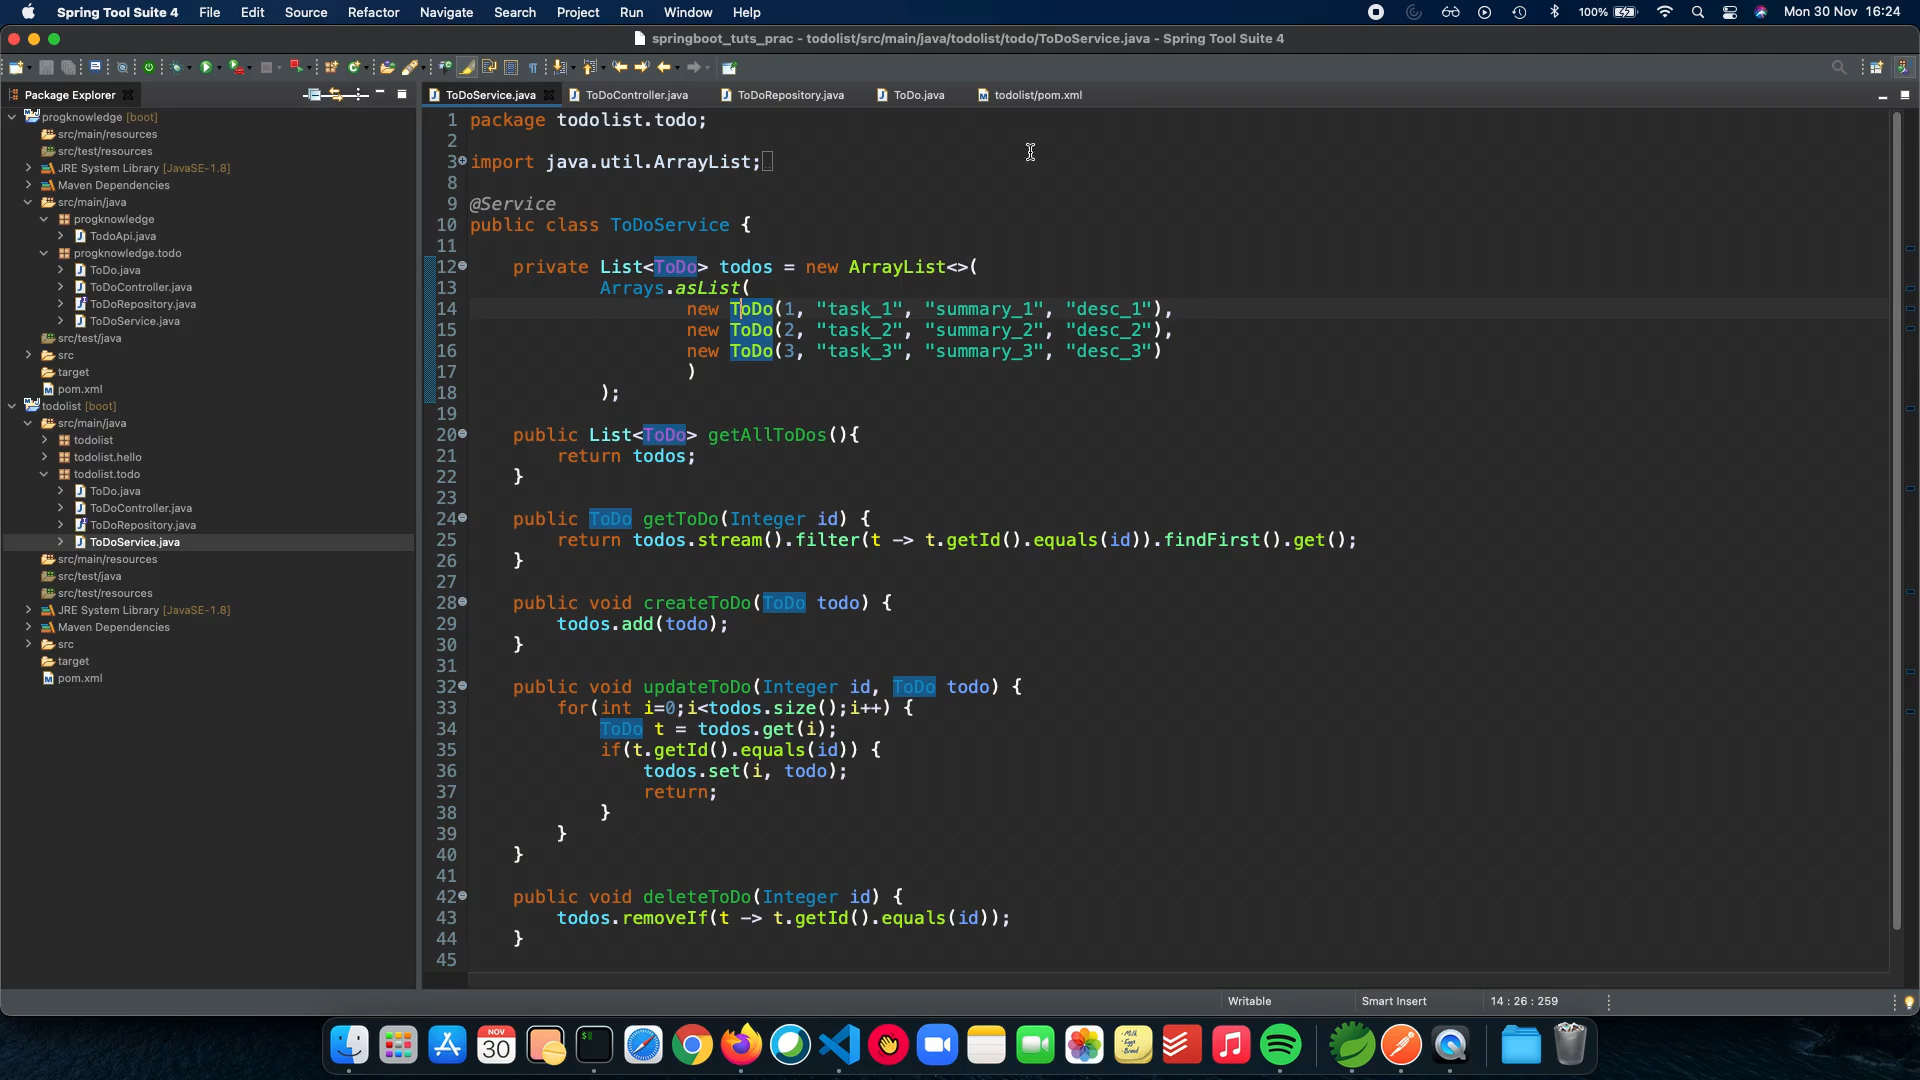 Spring Tool Suite 4 File Edit Source Refactor Navigate Search Project Run Window Help 100% Mon 30 Nov 16:24
springboot_tuts_prac - todolist/src/main/java/todolist/todo/ToDoService.java - Spring Tool Suite 4
Package Explorer
progknowledge [boot]
src/main/resources
src/test/resources
JRE System Library [JavaSE-1.8]
Maven Dependencies
src/main/java
progknowledge
TodoApi.java
progknowledge.todo
ToDo.java
ToDoController.java
ToDoRepository.java
ToDoService.java
src/test/java
src
target
pom.xml
todolist [boot]
src/main/java
todolist
todolist.hello
todolist.todo
ToDo.java
ToDoController.java
ToDoRepository.java
ToDoService.java
src/main/resources
src/test/java
src/test/resources
JRE System Library [JavaSE-1.8]
Maven Dependencies
src
target
pom.xml
ToDoService.java ToDoController.java ToDoRepository.java ToDo.java todolist/pom.xml
1 package todolist.todo;
2
3 import java.util.ArrayList;
8
9 @Service
10 public class ToDoService {
11
12 private List<ToDo> todos = new ArrayList<>(
13 Arrays.asList(
14 new ToDo(1, "task_1", "summary_1", "desc_1"),
15 new ToDo(2, "task_2", "summary_2", "desc_2"),
16 new ToDo(3, "task_3", "summary_3", "desc_3")
17 )
18 );
19
20 public List<ToDo> getAllToDos(){
21 return todos;
22 }
23
24 public ToDo getToDo(Integer id) {
25 return todos.stream().filter(t -> t.getId().equals(id)).findFirst().get();
26 }
27
28 public void createToDo(ToDo todo) {
29 todos.add(todo);
30 }
31
32 public void updateToDo(Integer id, ToDo todo) {
33 for(int i=0;i<todos.size();i++) {
34 ToDo t = todos.get(i);
35 if(t.getId().equals(id)) {
36 todos.set(i, todo);
37 return;
38 }
39 }
40 }
41
42 public void deleteToDo(Integer id) {
43 todos.removeIf(t -> t.getId().equals(id));
44 }
45
Writable Smart Insert 14 : 26 : 259
NOV
30
Milk
Eggs
Bread